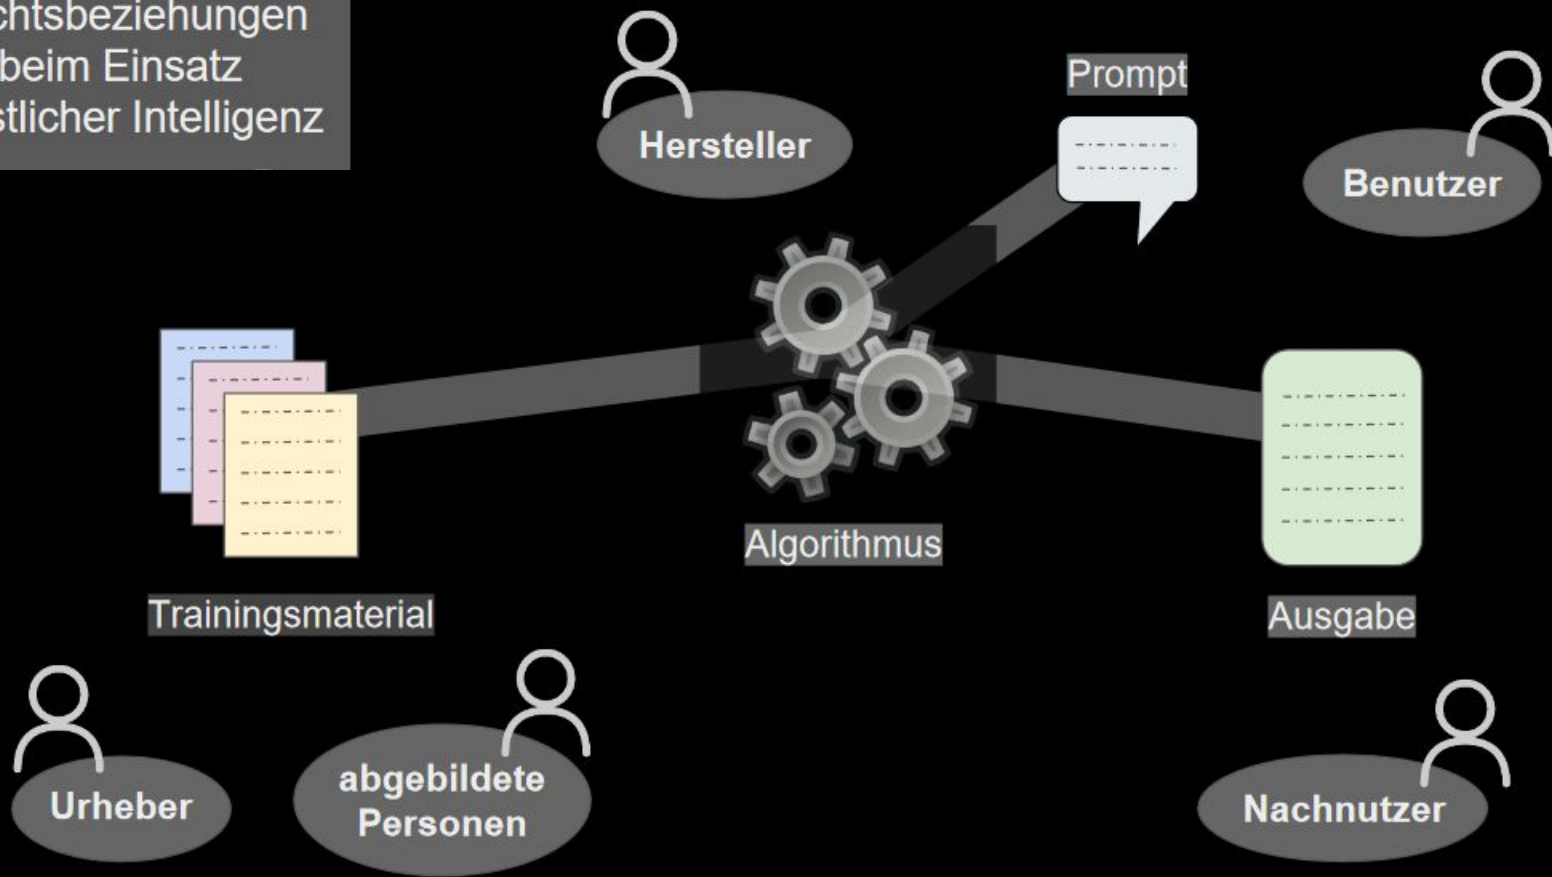 chtsbeziehungen
beim Einsatz
stlicher Intelligenz
Hersteller
Prompt
Benutzer
Algorithmus
Trainingsmaterial
Ausgabe
Urheber
abgebildete
Personen
Nachnutzer